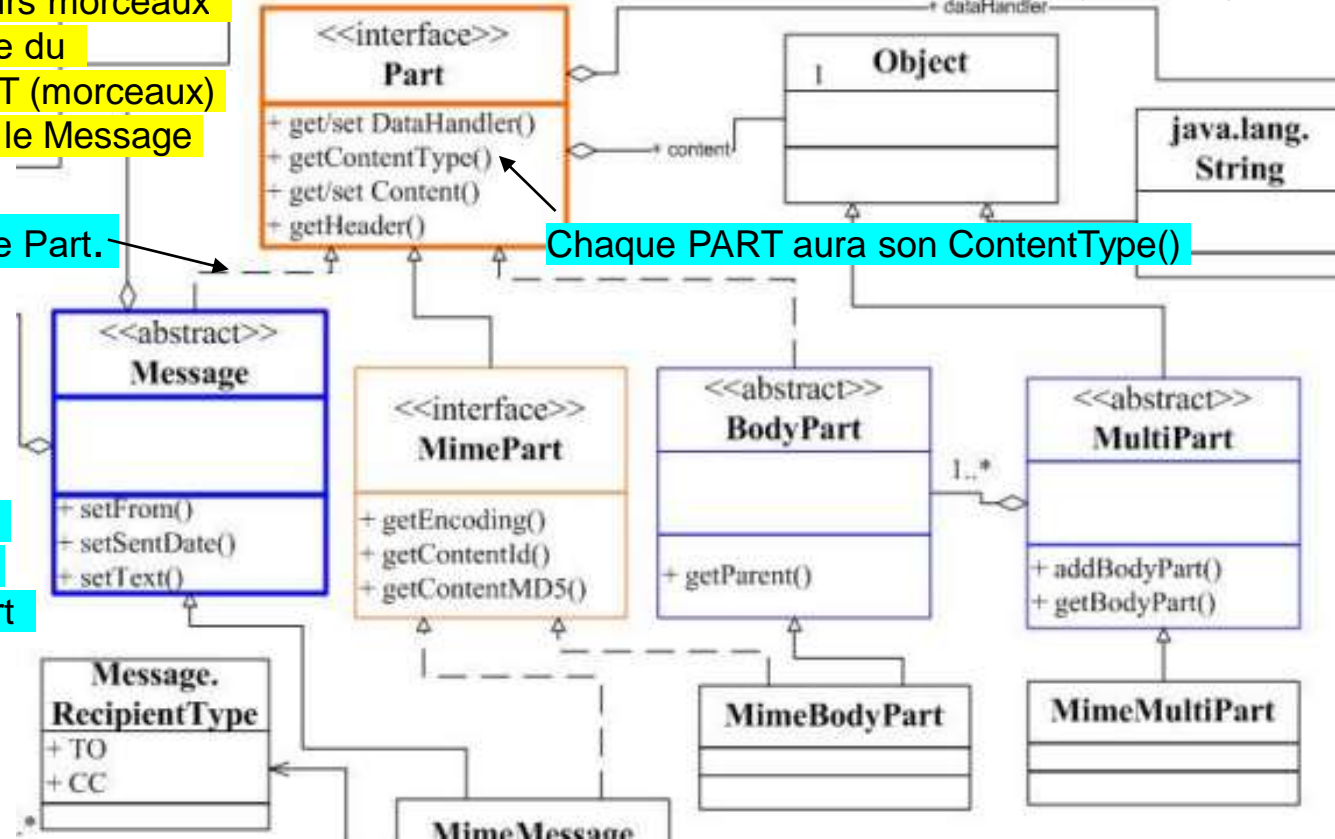 rs morceaux
e du
T (morceaux)
le Message
e Part.
<<interface>>
Part
+ get/set DataHandler()
+ getContentType()
+ get/set Content()
+ getHeader()
+ dataHandler
+ content
1
Object
java.lang.
String
Chaque PART aura son ContentType()
<<abstract>>
Message
+ setFrom()
+ setSentDate()
+ setText()
rt
<<interface>>
MimePart
+ getEncoding()
+ getContentId()
+ getContentMD5()
<<abstract>>
BodyPart
+ getParent()
1..*
<<abstract>>
MultiPart
+ addBodyPart()
+ getBodyPart()
Message.
RecipientType
+ TO
+ CC
..*
MimeMessage
MimeBodyPart
MimeMultiPart